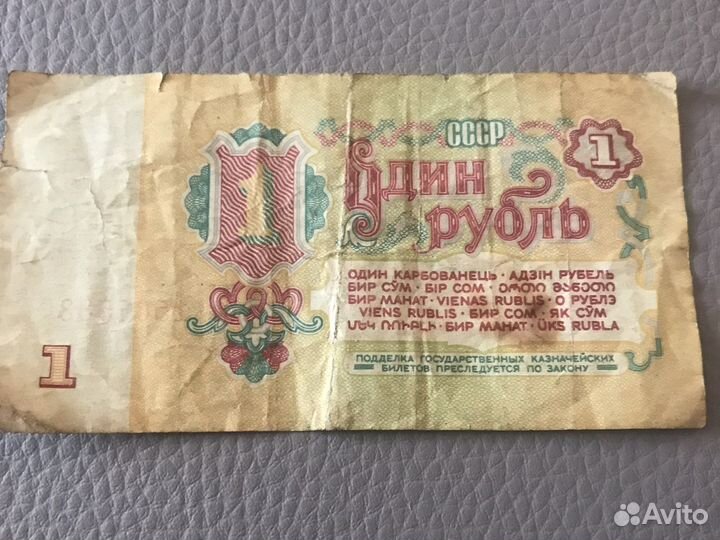 СССР
1
1
Один
рубль
ОДИН КАРБОВАНЕЦЬ · АДЗІН РУБЕЛЬ
БИР СЎМ · БІР СОМ · ᲝᲠᲗᲘ ᲛᲐᲜᲔᲗᲘ
БИР МАНАТ · VIENAS RUBLIS · О РУБЛЭ
VIENS RUBLIS · БИР СОМ · ЯК СЎМ
ՄԵԿ ՌՈՒԲԼԻ · БИР МАНАТ · ÜKS RUBLA
ПОДДЕЛКА ГОСУДАРСТВЕННЫХ КАЗНАЧЕЙСКИХ
БИЛЕТОВ ПРЕСЛЕДУЕТСЯ ПО ЗАКОНУ
1
Avito